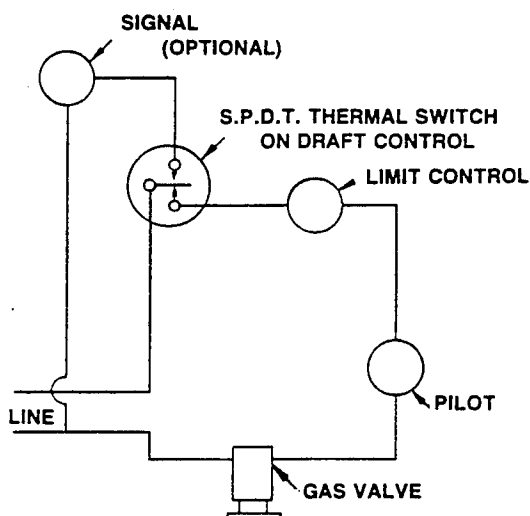 SIGNAL
(OPTIONAL)
S.P.D.T. THERMAL SWITCH
ON DRAFT CONTROL
LIMIT CONTROL
LINE
PILOT
GAS VALVE